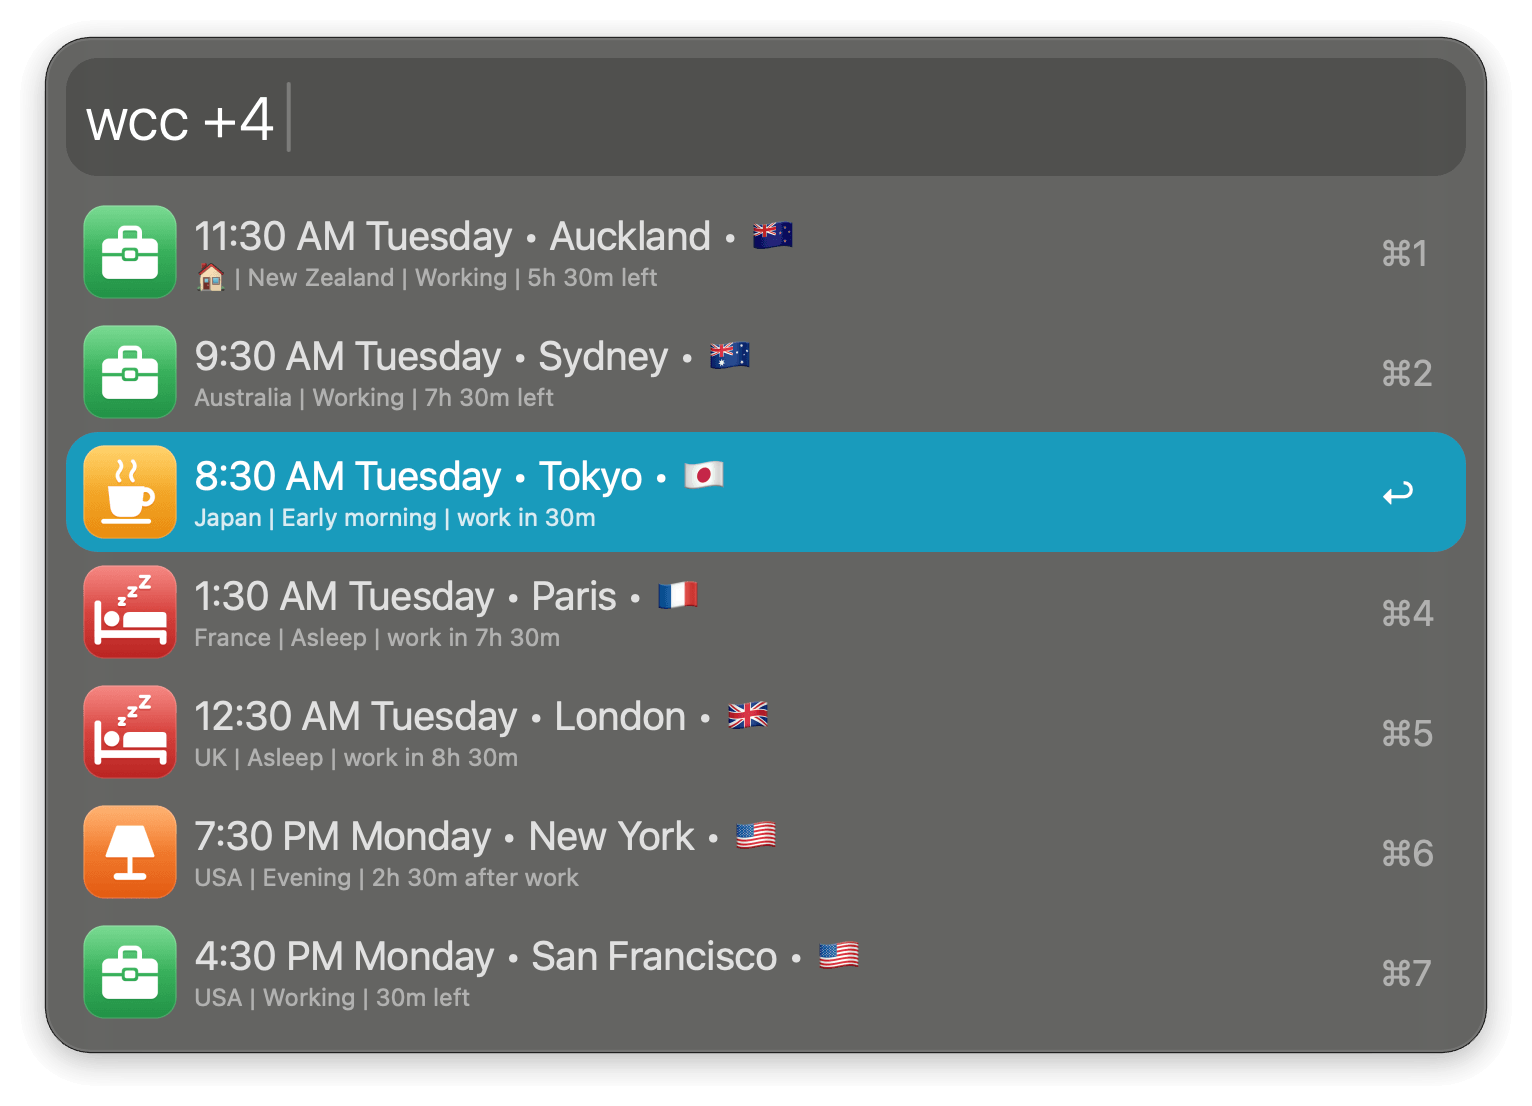 wcc +4
11:30 AM Tuesday • Auckland • 🇳🇿
🏠 | New Zealand | Working | 5h 30m left
⌘1
9:30 AM Tuesday • Sydney • 🇦🇺
Australia | Working | 7h 30m left
⌘2
8:30 AM Tuesday • Tokyo • 🇯🇵
Japan | Early morning | work in 30m
↩
1:30 AM Tuesday • Paris • 🇫🇷
France | Asleep | work in 7h 30m
⌘4
12:30 AM Tuesday • London • 🇬🇧
UK | Asleep | work in 8h 30m
⌘5
7:30 PM Monday • New York • 🇺🇸
USA | Evening | 2h 30m after work
⌘6
4:30 PM Monday • San Francisco • 🇺🇸
USA | Working | 30m left
⌘7